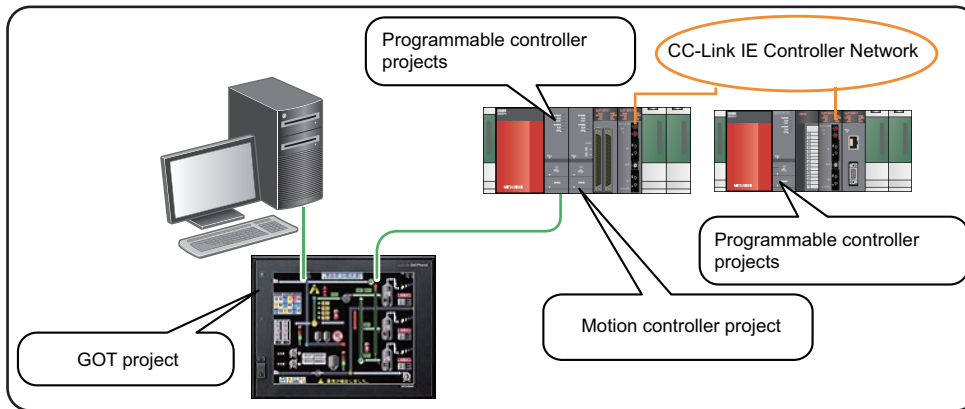 Programmable controller
projects
CC-Link IE Controller Network
Programmable controller
projects
Motion controller project
GOT project